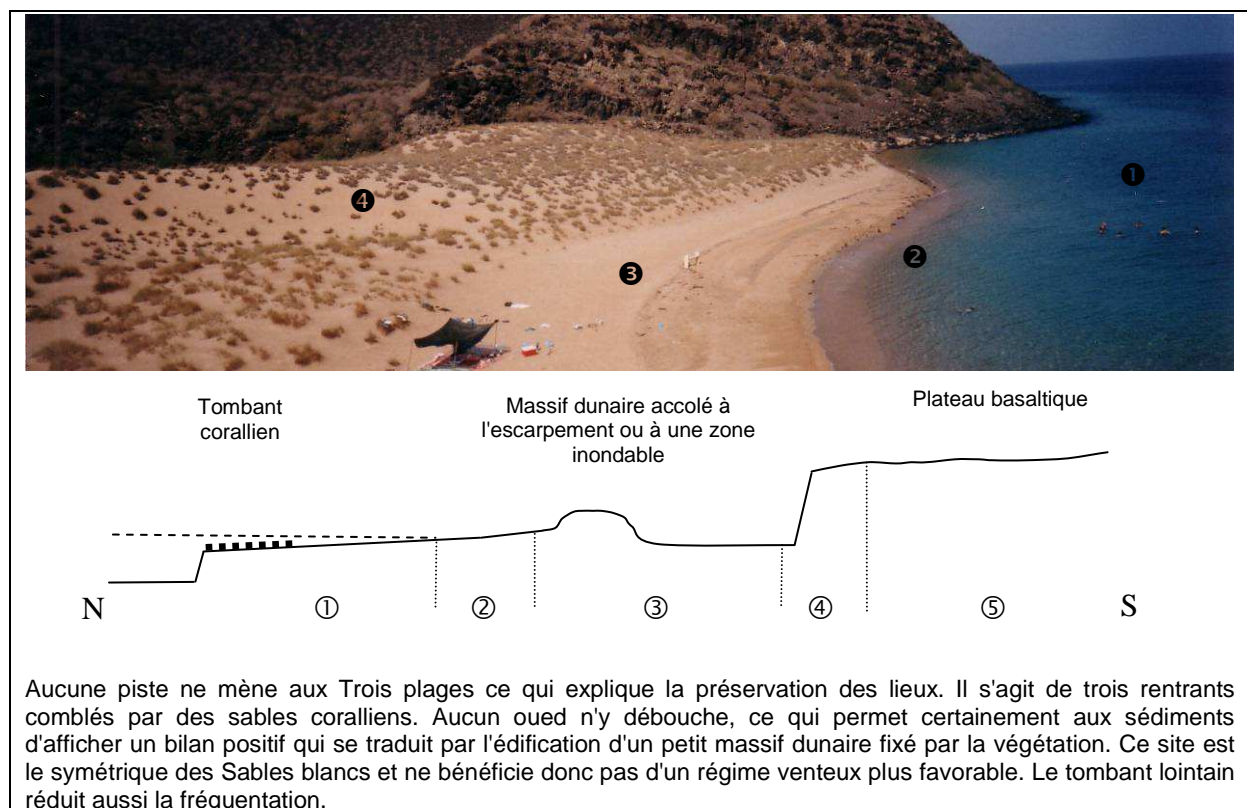 ❶
❷
❸
❹
Tombant
corallien
Massif dunaire accolé à
l'escarpement ou à une zone
inondable
Plateau basaltique
N ① ② ③ ④ ⑤ S
Aucune piste ne mène aux Trois plages ce qui explique la préservation des lieux. Il s'agit de trois rentrants
comblés par des sables coralliens. Aucun oued n'y débouche, ce qui permet certainement aux sédiments
d'afficher un bilan positif qui se traduit par l'édification d'un petit massif dunaire fixé par la végétation. Ce site est
le symétrique des Sables blancs et ne bénéficie donc pas d'un régime venteux plus favorable. Le tombant lointain
réduit aussi la fréquentation.